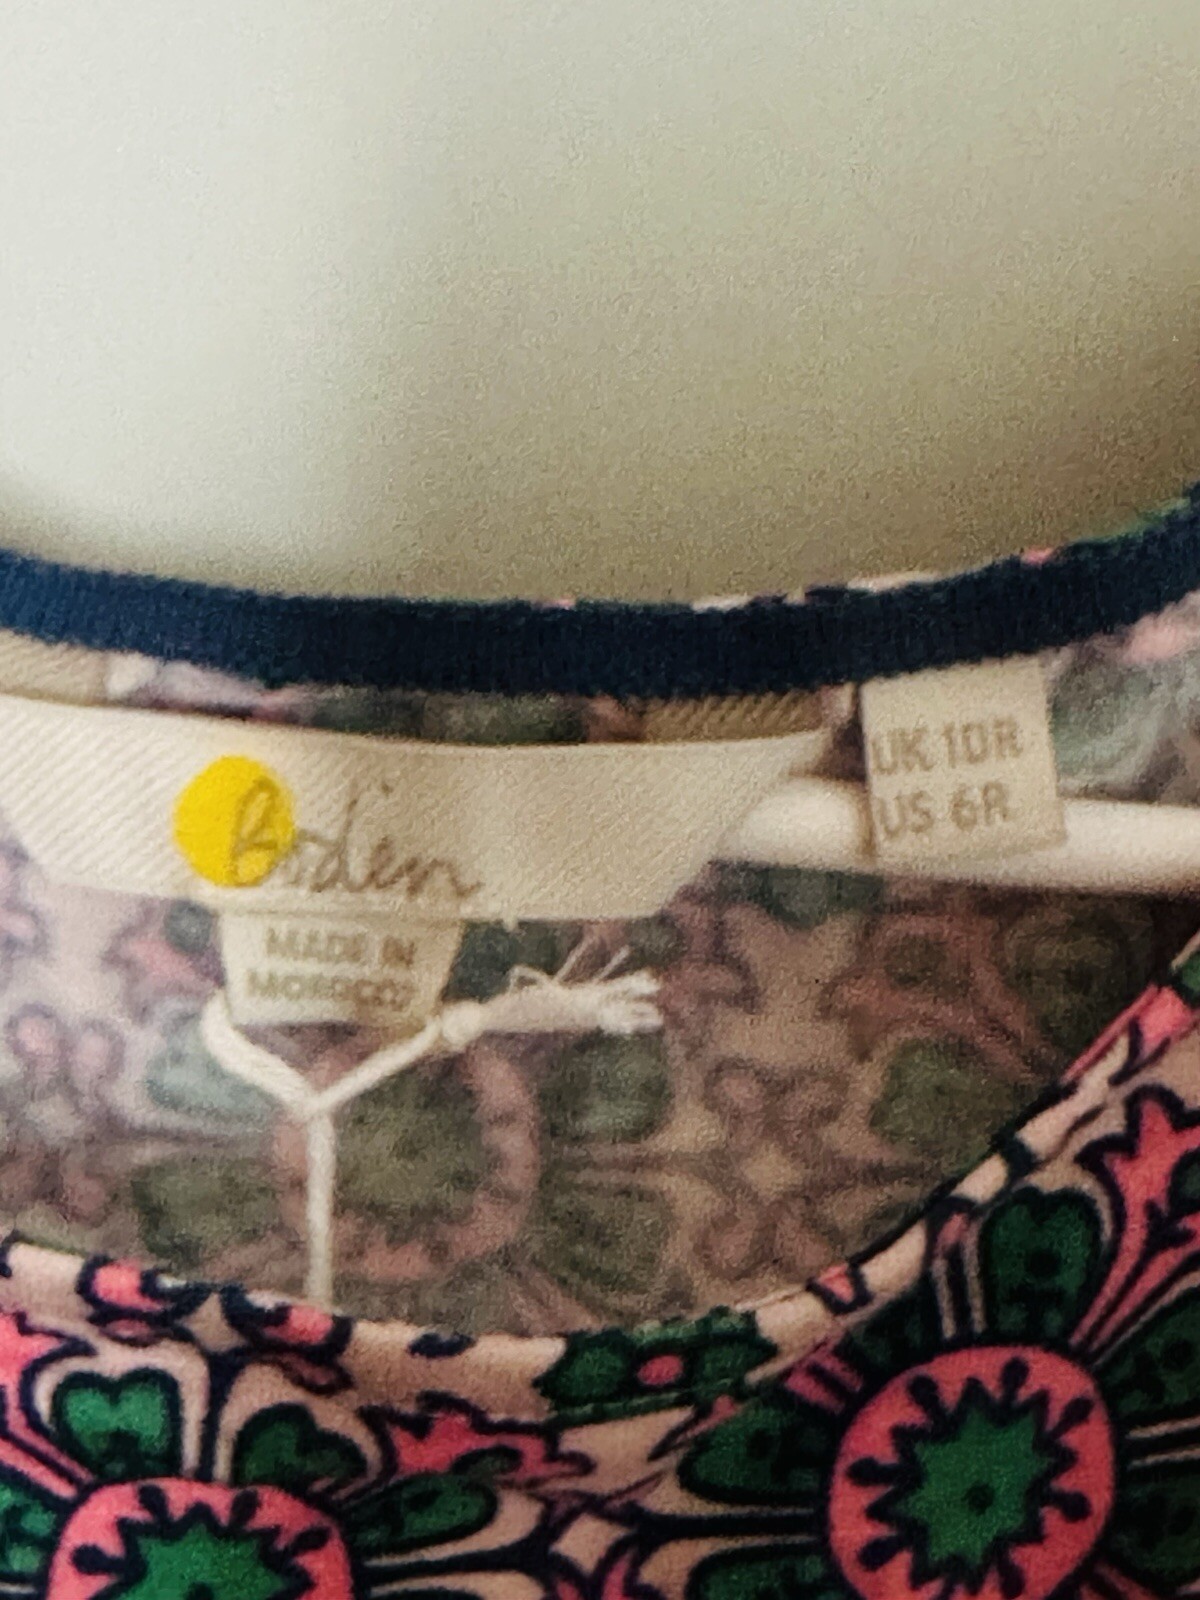 Boden
MADE IN
MOROCCO
UK 10R
US 6R